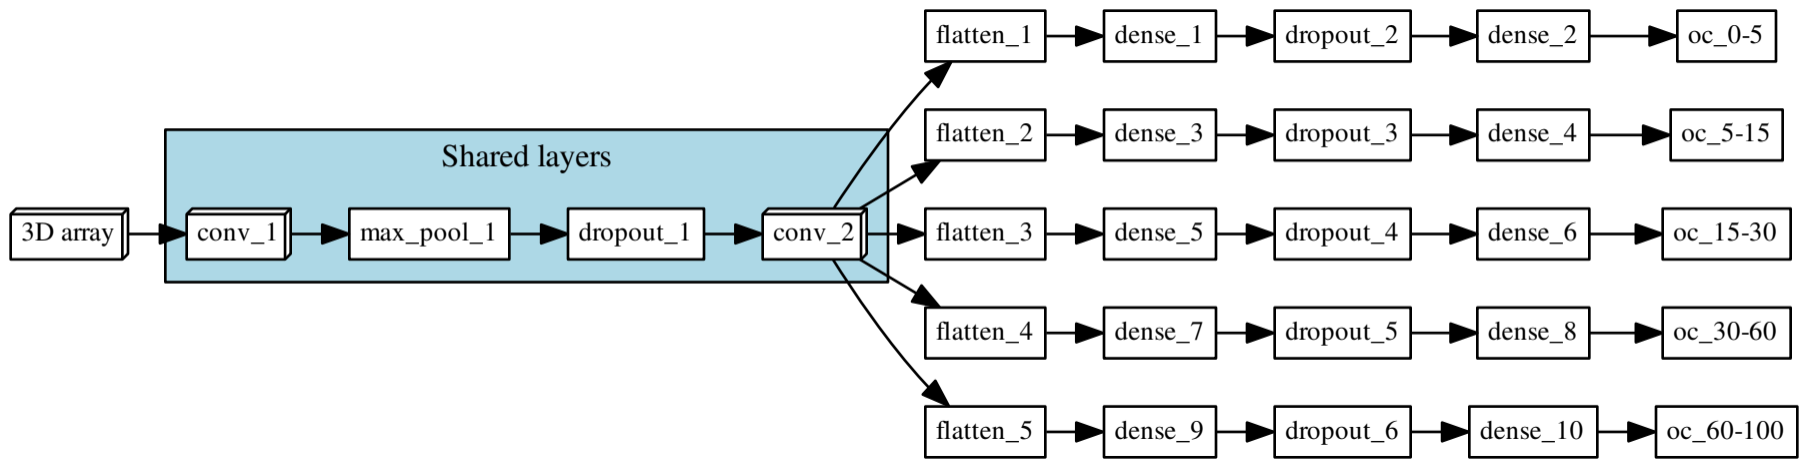 flatten_1
dense_1
dropout_2
dense_2
oc_0-5
flatten_2
dense_3
dropout_3
dense_4
oc_5-15
Shared layers
3D array
conv_1
max_pool_1
dropout_1
conv_2
flatten_3
dense_5
dropout_4
dense_6
oc_15-30
flatten_4
dense_7
dropout_5
dense_8
oc_30-60
flatten_5
dense_9
dropout_6
dense_10
oc_60-100